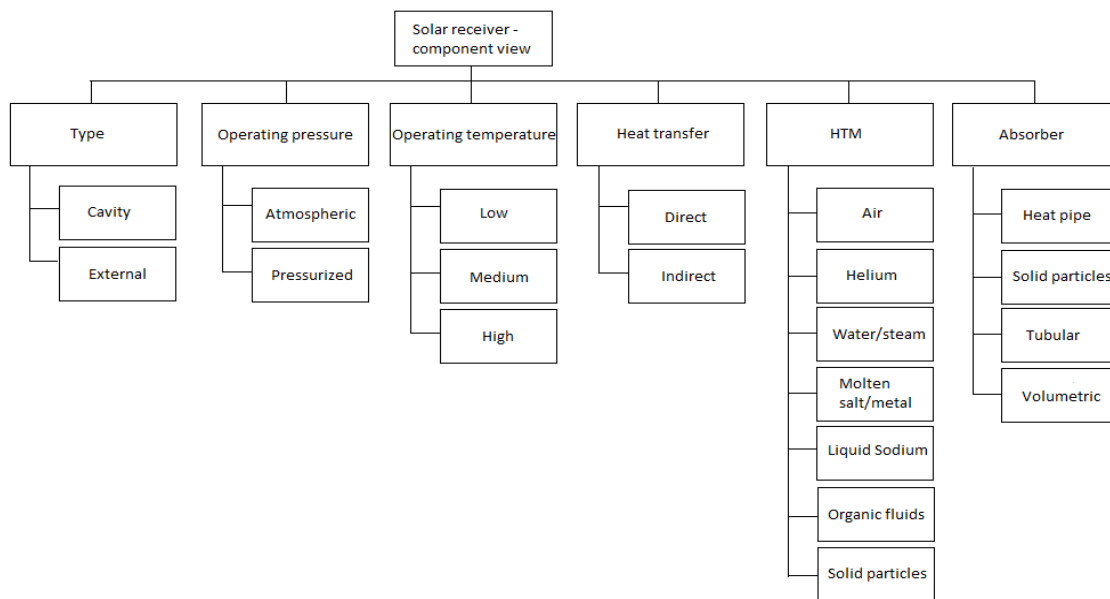 Solar receiver -
component view
Type
Operating pressure
Operating temperature
Heat transfer
HTM
Absorber
Cavity
External
Atmospheric
Pressurized
Low
Medium
High
Direct
Indirect
Air
Helium
Water/steam
Molten
salt/metal
Liquid Sodium
Organic fluids
Solid particles
Heat pipe
Solid particles
Tubular
Volumetric